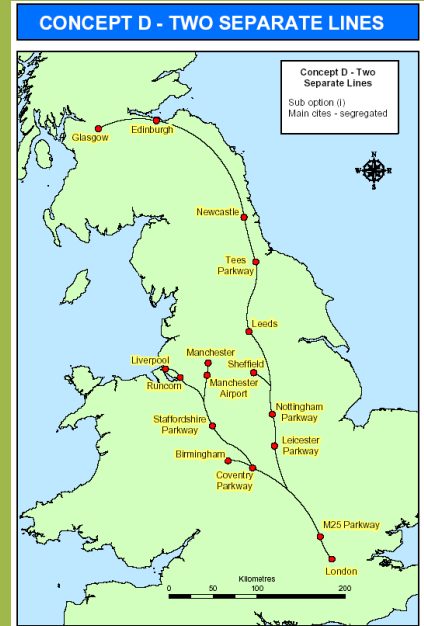 CONCEPT D - TWO SEPARATE LINES
Concept D - Two
Separate Lines
Sub option (i)
Main cites - segregated
N
W
E
S
Edinburgh
Glasgow
Newcastle
Tees
Parkway
Leeds
Liverpool
Manchester
Sheffield
Runcorn
Manchester
Airport
Nottingham
Parkway
Staffordshire
Parkway
Leicester
Parkway
Birmingham
Coventry
Parkway
M25 Parkway
London
Kilometres
0
50
100
200